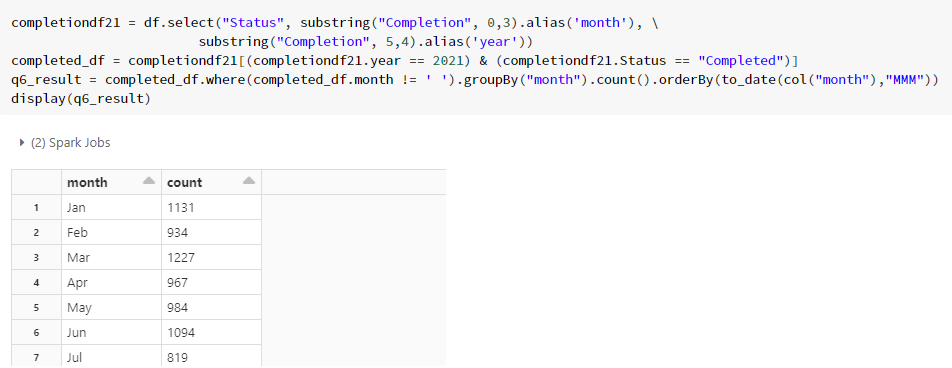 completiondf21 = df.select("Status", substring("Completion", 0,3).alias('month'), \
substring("Completion", 5,4).alias('year'))
completed_df = completiondf21[(completiondf21.year == 2021) & (completiondf21.Status == "Completed")]
q6_result = completed_df.where(completed_df.month != ' ').groupBy("month").count().orderBy(to_date(col("month"),"MMM"))
display(q6_result)
(2) Spark Jobs
month count
1 Jan 1131
2 Feb 934
3 Mar 1227
4 Apr 967
5 May 984
6 Jun 1094
7 Jul 819